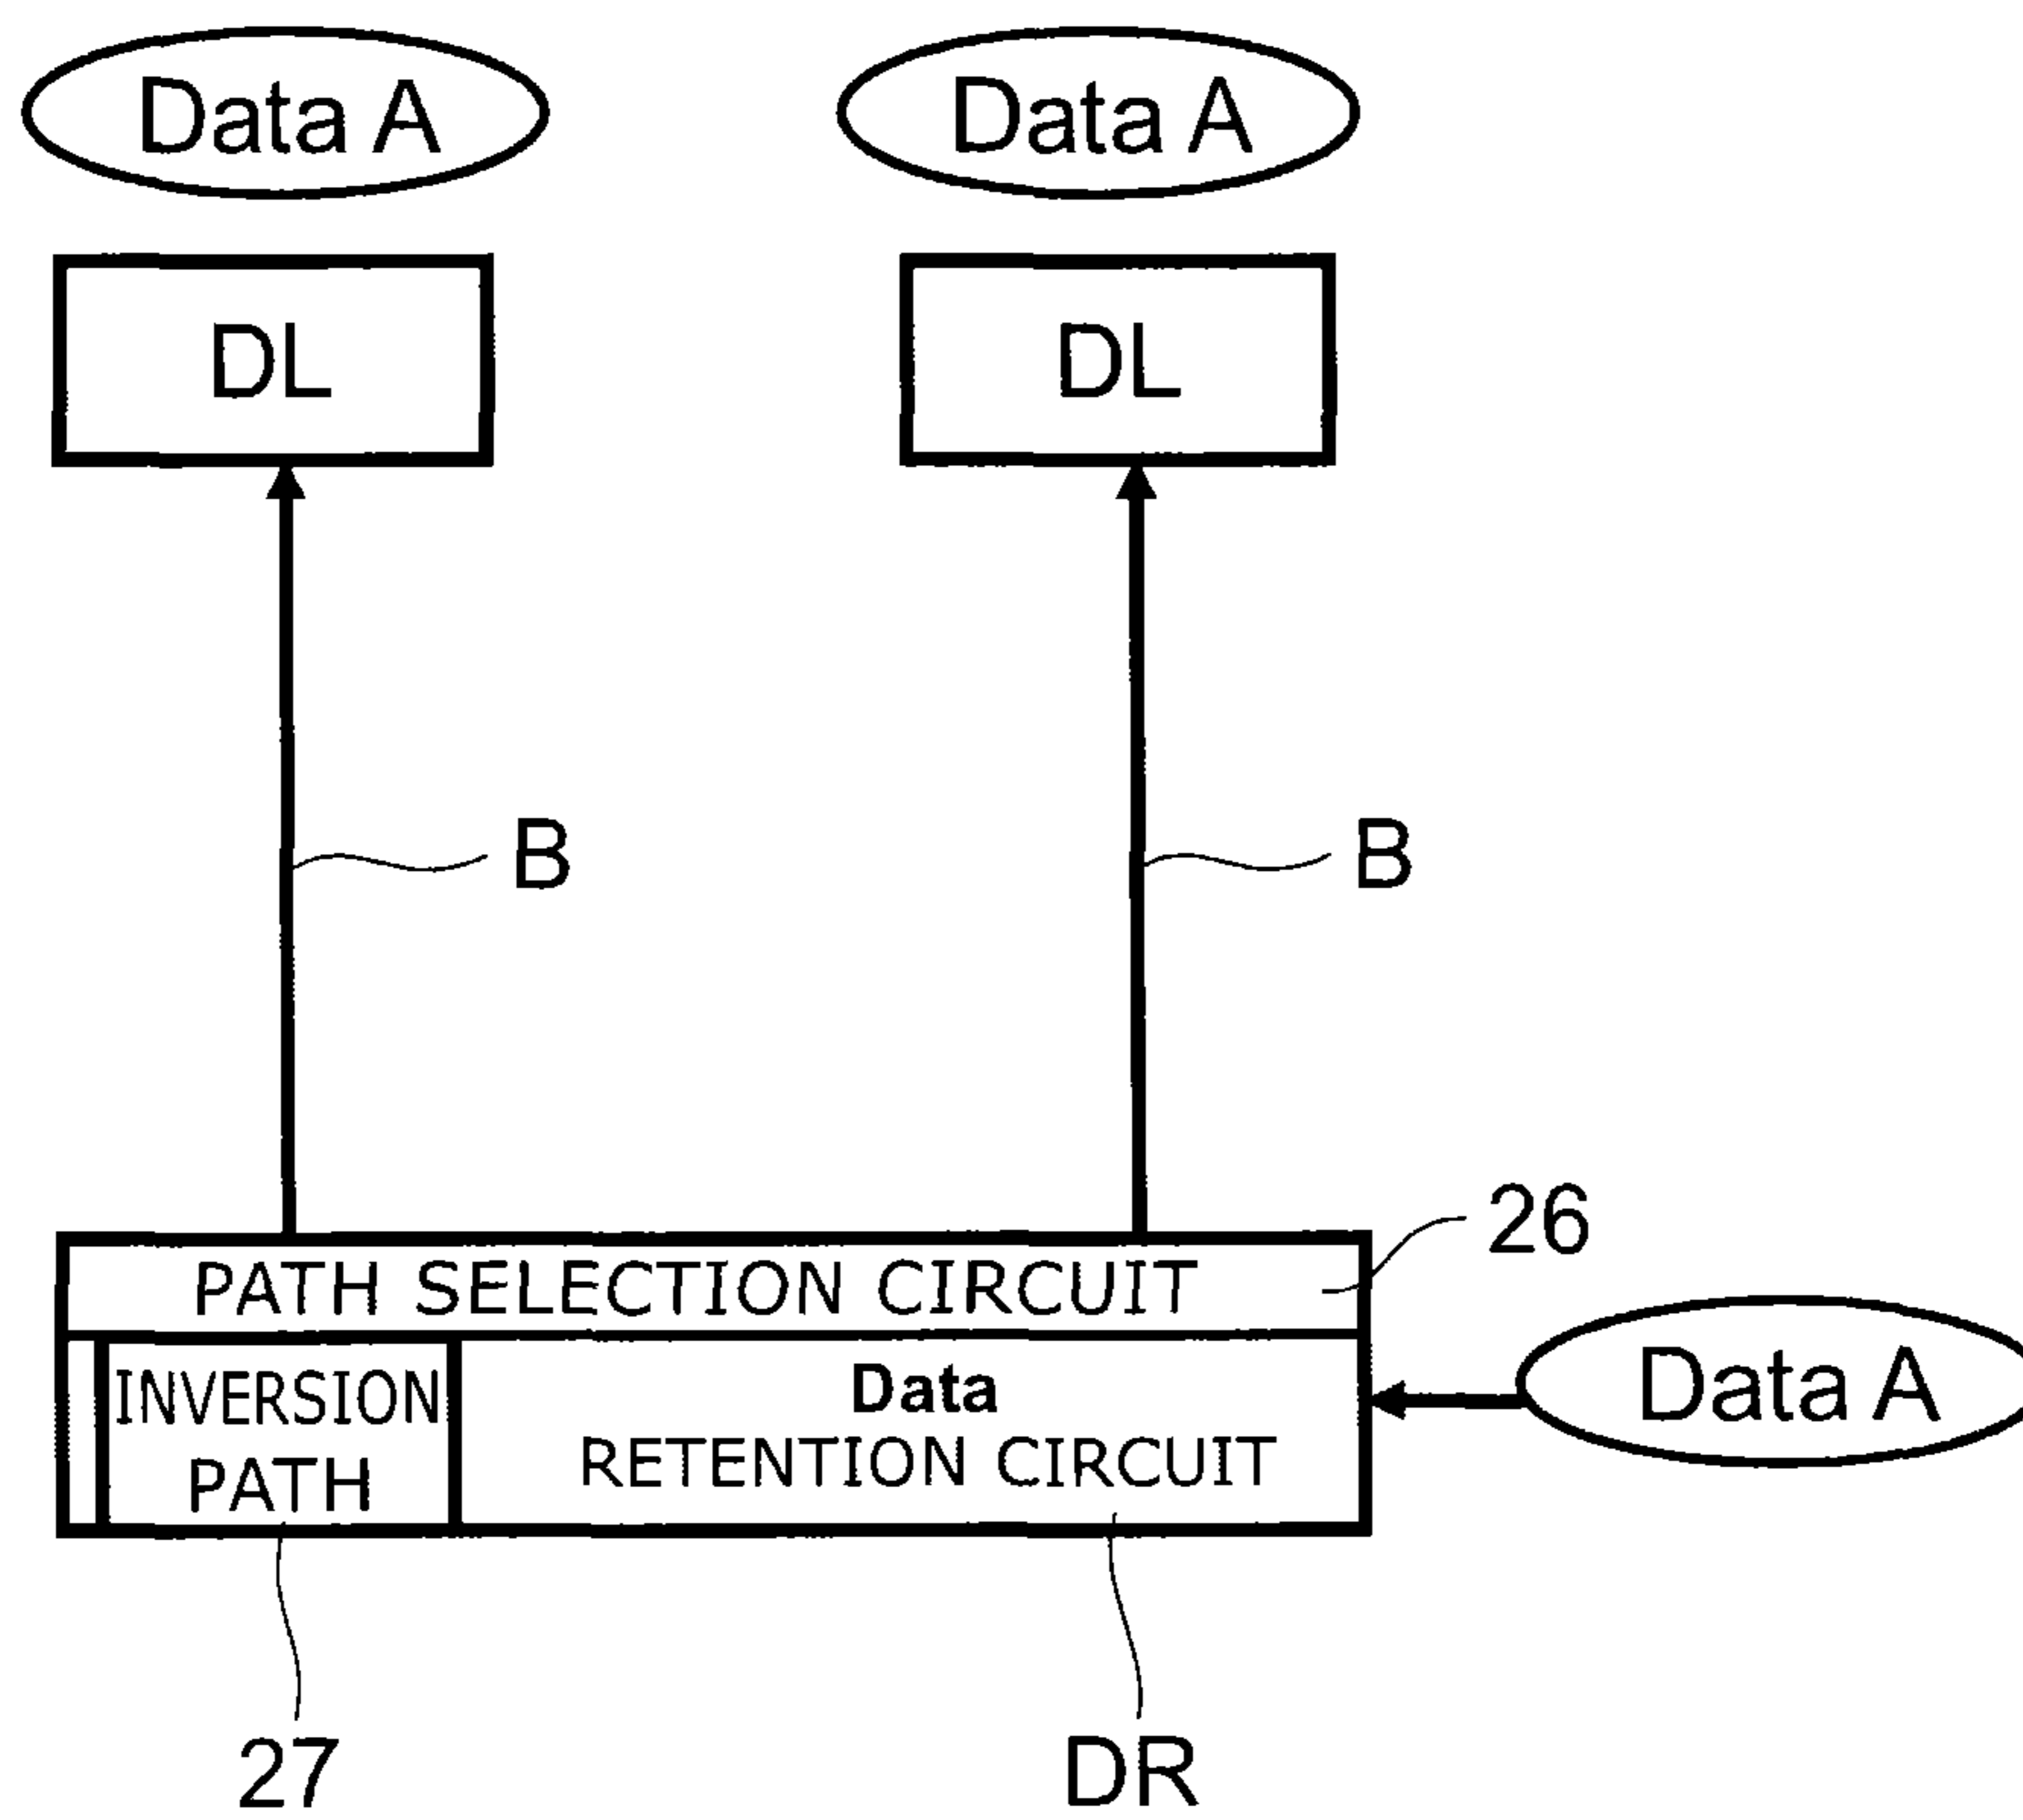 Data A
Data A
DL
DL
B
B
26
PATH SELECTION CIRCUIT
INVERSION
PATH
Data
RETENTION CIRCUIT
Data A
27
DR